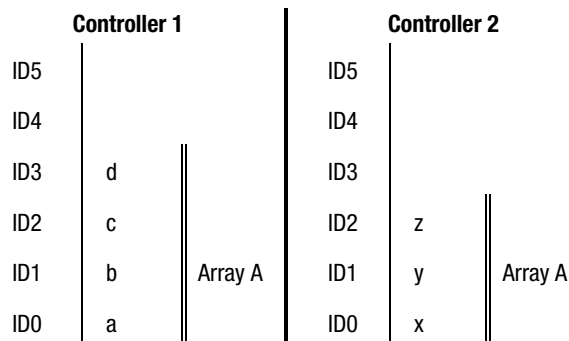 Controller 1 Controller 2
ID5 ID5
ID4 ID4
ID3 d ID3
ID2 c ID2 z
ID1 b Array A ID1 y Array A
ID0 a ID0 x